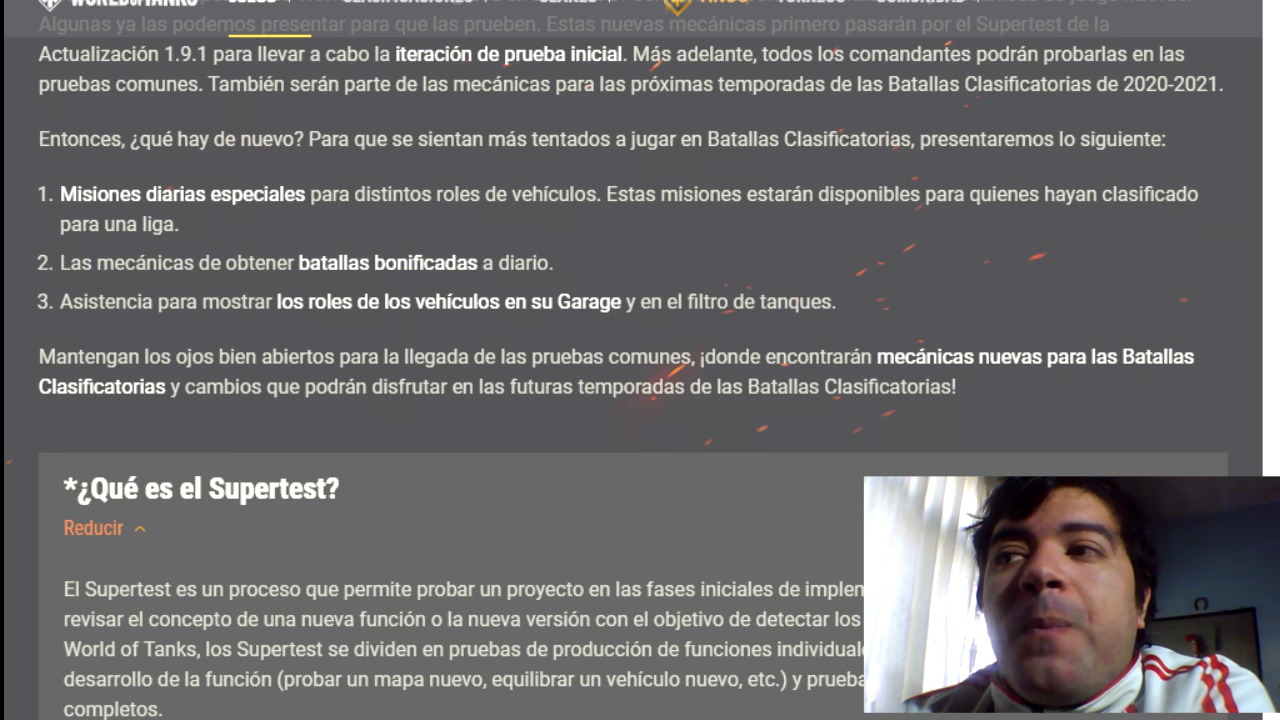 WORLD OF TANKS JUEGO CLASIFICACIONES CLANES TORNEOS COMUNIDAD
Algunas ya las podemos presentar para que las prueben. Estas nuevas mecánicas primero pasarán por el Supertest de la
Actualización 1.9.1 para llevar a cabo la iteración de prueba inicial. Más adelante, todos los comandantes podrán probarlas en las
pruebas comunes. También serán parte de las mecánicas para las próximas temporadas de las Batallas Clasificatorias de 2020-2021.
Entonces, ¿qué hay de nuevo? Para que se sientan más tentados a jugar en Batallas Clasificatorias, presentaremos lo siguiente:
1. Misiones diarias especiales para distintos roles de vehículos. Estas misiones estarán disponibles para quienes hayan clasificado
para una liga.
2. Las mecánicas de obtener batallas bonificadas a diario.
3. Asistencia para mostrar los roles de los vehículos en su Garage y en el filtro de tanques.
Mantengan los ojos bien abiertos para la llegada de las pruebas comunes, ¡donde encontrarán mecánicas nuevas para las Batallas
Clasificatorias y cambios que podrán disfrutar en las futuras temporadas de las Batallas Clasificatorias!
*¿Qué es el Supertest?
Reducir
El Supertest es un proceso que permite probar un proyecto en las fases iniciales de implem
revisar el concepto de una nueva función o la nueva versión con el objetivo de detectar los
World of Tanks, los Supertest se dividen en pruebas de producción de funciones individual
desarrollo de la función (probar un mapa nuevo, equilibrar un vehículo nuevo, etc.) y prueba
completos.